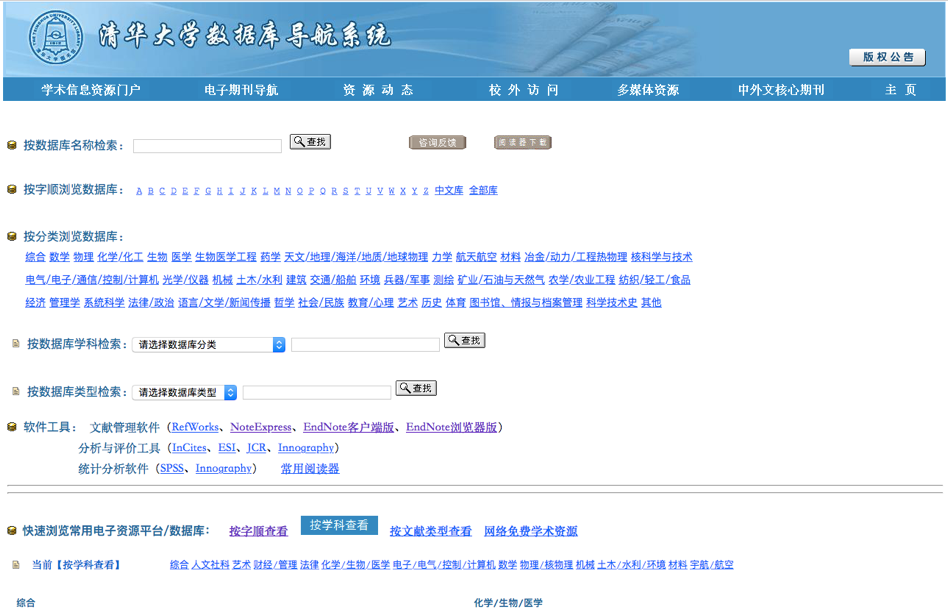 清华大学数据库导航系统
版权公告
学术信息资源门户 电子期刊导航 资源动态 校外访问 多媒体资源 中外文核心期刊 主页
按数据库名称检索： 查找 咨询反馈 阅读器下载
按字顺浏览数据库： A B C D E F G H I J K L M N O P Q R S T U V W X Y Z 中文库 全部库
按分类浏览数据库：
综合 数学 物理 化学/化工 生物 医学 生物医学工程 药学 天文/地理/海洋/地质/地球物理 力学 航天航空 材料 冶金/动力/工程热物理 核科学与技术
电气/电子/通信/控制/计算机 光学/仪器 机械 土木/水利 建筑 交通/船舶 环境 兵器/军事 测绘 矿业/石油与天然气 农学/农业工程 纺织/轻工/食品
经济 管理学 系统科学 法律/政治 语言/文学/新闻传播 哲学 社会/民族 教育/心理 艺术 历史 体育 图书馆、情报与档案管理 科学技术史 其他
按数据库学科检索： 请选择数据库分类 查找
按数据库类型检索： 请选择数据库类型 查找
软件工具： 文献管理软件（RefWorks、NoteExpress、EndNote客户端版、EndNote浏览器版）
分析与评价工具（InCites、ESI、JCR、Innography）
统计分析软件（SPSS、Innography） 常用阅读器
快速浏览常用电子资源平台/数据库： 按字顺查看 按学科查看 按文献类型查看 网络免费学术资源
当前【按学科查看】 综合 人文社科 艺术 财经/管理 法律 化学/生物/医学 电子/电气/控制/计算机 数学 物理/核物理 机械 土木/水利/环境 材料 宇航/航空
综合 化学/生物/医学